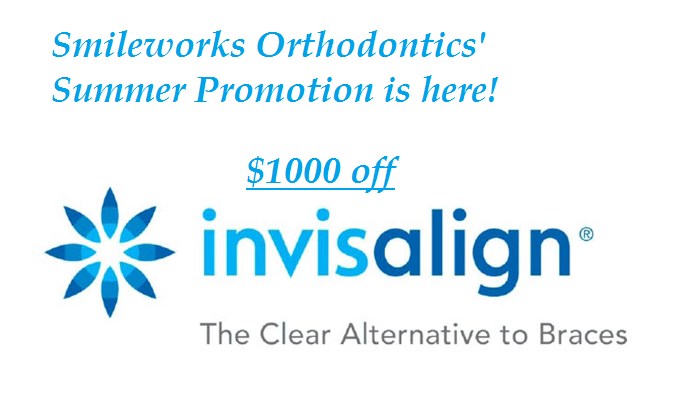 Smileworks Orthodontics'
Summer Promotion is here!
$1000 off
invisalign®
The Clear Alternative to Braces